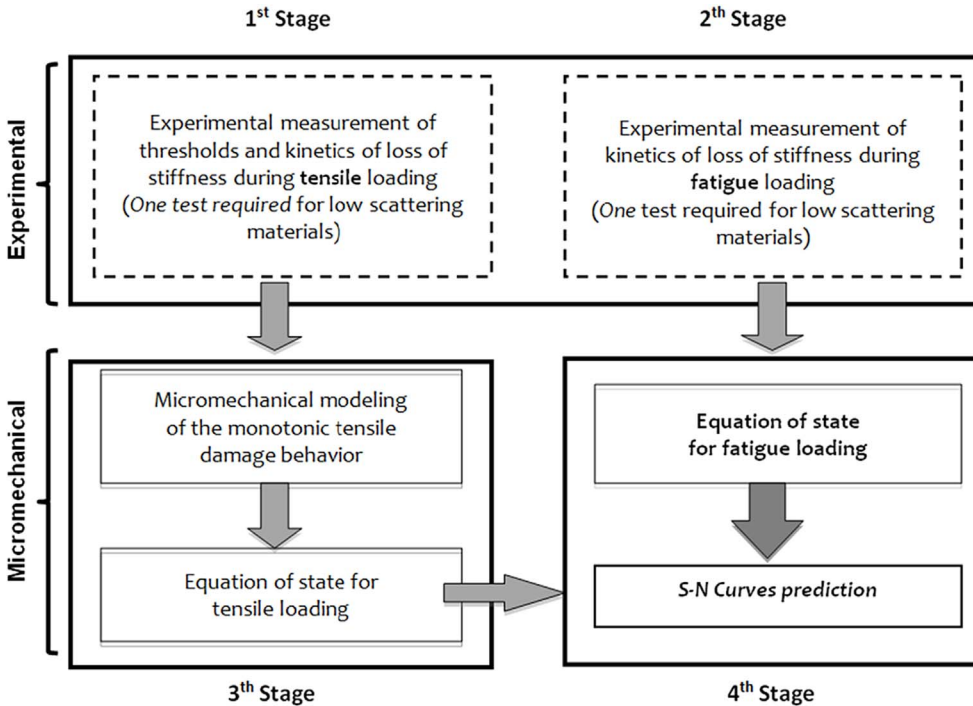 1st Stage
2th Stage
Experimental
Experimental measurement of
thresholds and kinetics of loss of
stiffness during tensile loading
(One test required for low scattering
materials)
Experimental measurement of
kinetics of loss of stiffness during
fatigue loading
(One test required for low scattering
materials)
Micromechanical
Micromechanical modeling
of the monotonic tensile
damage behavior
Equation of state for
tensile loading
Equation of state
for fatigue loading
S-N Curves prediction
3th Stage
4th Stage